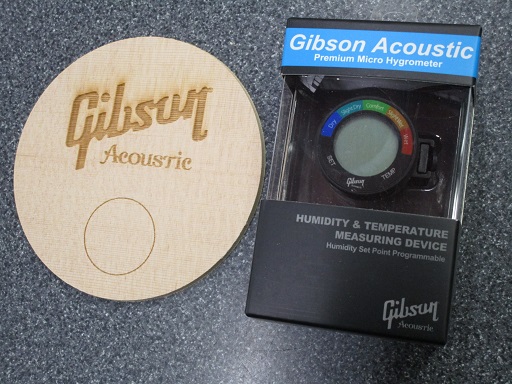 Gibson
Acoustic
Gibson Acoustic
Premium Micro Hygrometer
Dry
Comfort
Wet
SET
TEMP
Gibson
HUMIDITY & TEMPERATURE
MEASURING DEVICE
Humidity Set Point Programmable
Gibson
Acoustic